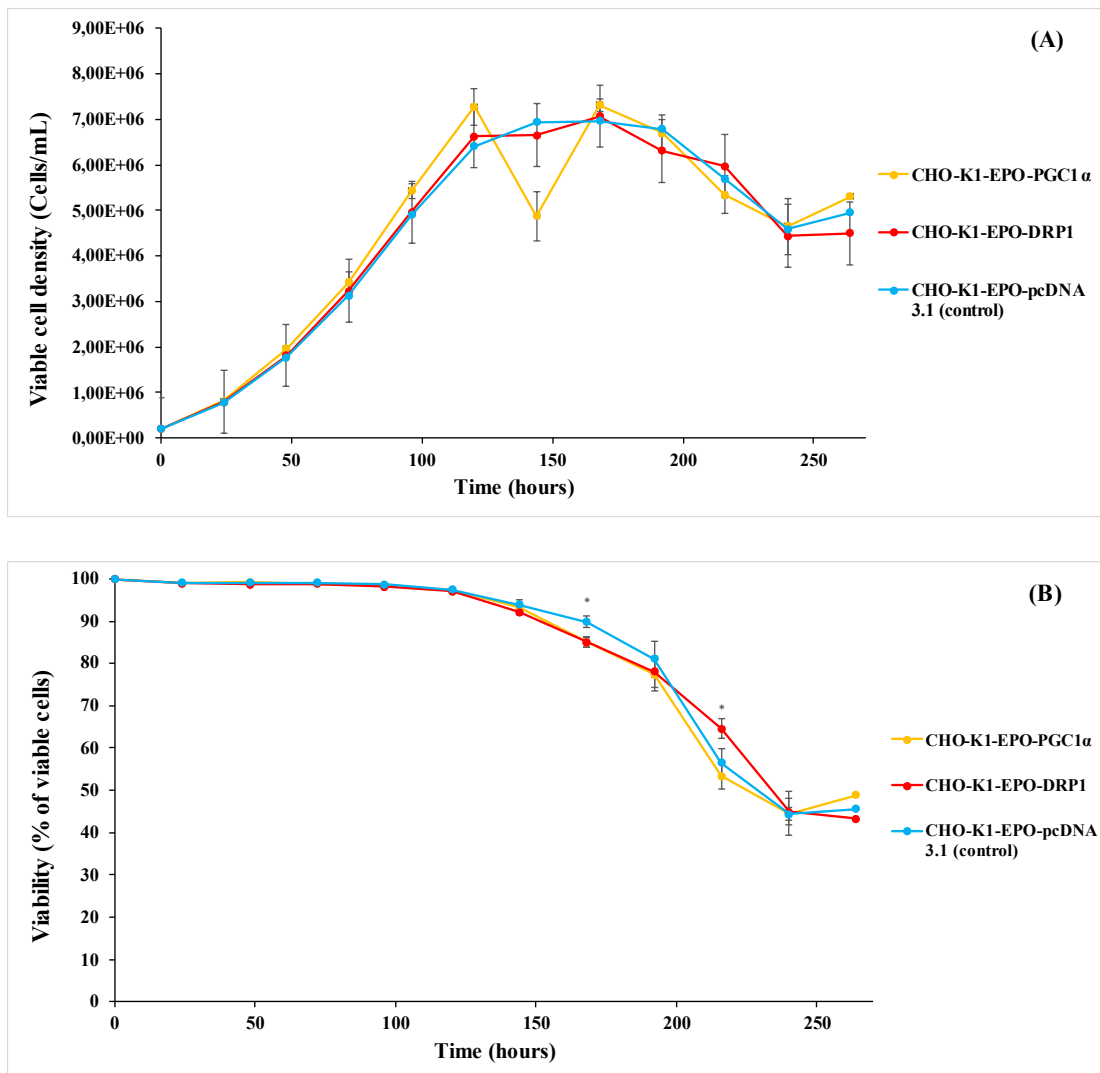 (A)
Viable cell density (Cells/mL)
9,00E+06
8,00E+06
7,00E+06
6,00E+06
5,00E+06
4,00E+06
3,00E+06
2,00E+06
1,00E+06
0,00E+00
0 50 100 150 200 250
Time (hours)
CHO-K1-EPO-PGC1α
CHO-K1-EPO-DRP1
CHO-K1-EPO-pcDNA
3.1 (control)
(B)
Viability (% of viable cells)
100
90
80
70
60
50
40
30
20
10
0
*
*
0 50 100 150 200 250
Time (hours)
CHO-K1-EPO-PGC1α
CHO-K1-EPO-DRP1
CHO-K1-EPO-pcDNA
3.1 (control)